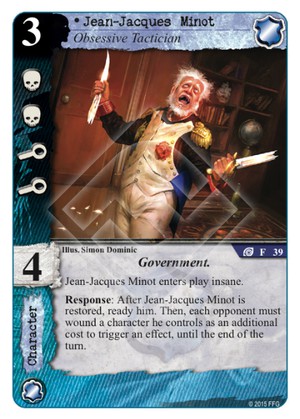 3
• Jean-Jacques Minot
Obsessive Tactician
Illus. Simon Dominic
F 39
4
Government.
Jean-Jacques Minot enters play insane.
Response: After Jean-Jacques Minot is
restored, ready him. Then, each opponent must
wound a character he controls as an additional
cost to trigger an effect, until the end of the
turn.
Character
© 2015 FFG